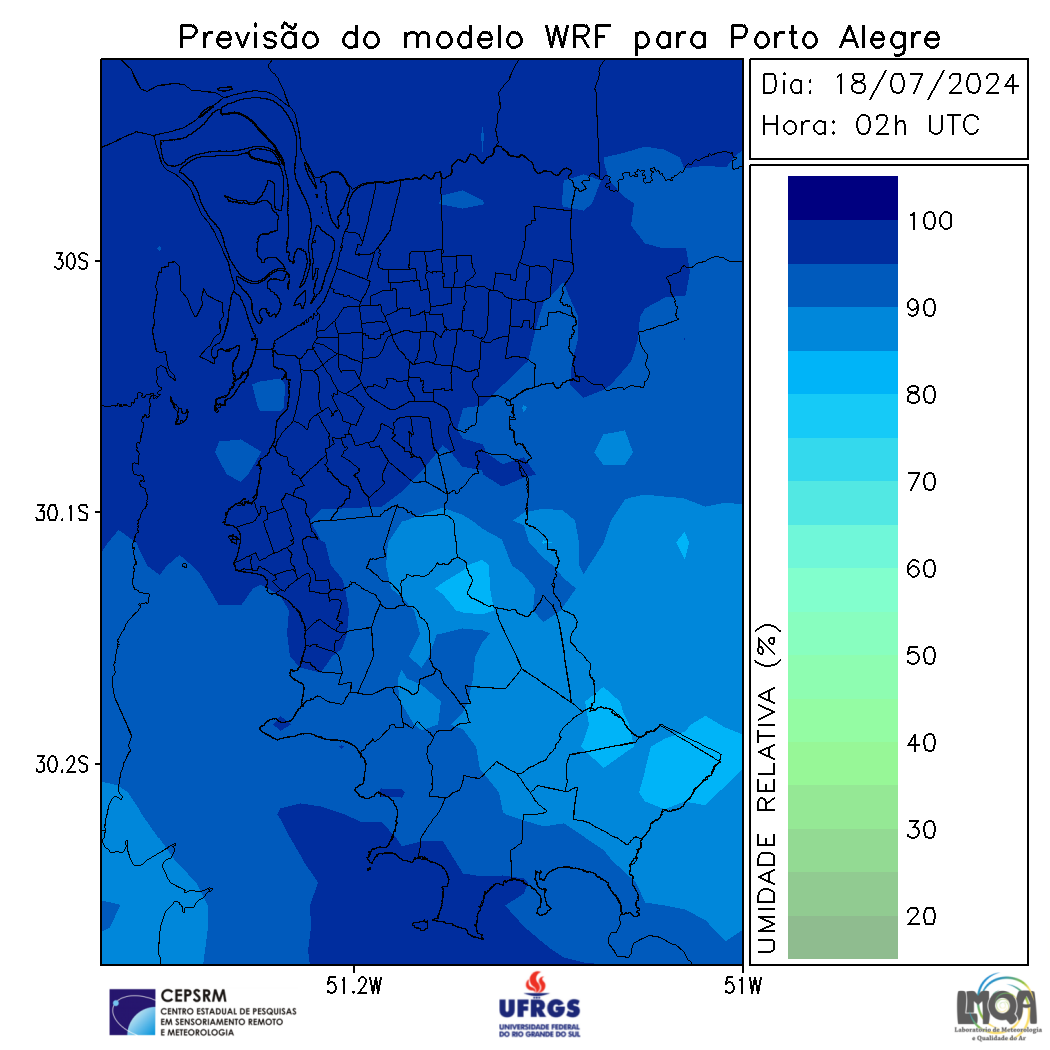 Previsão do modelo WRF para Porto Alegre
Dia: 18/07/2024
Hora: 02h UTC
100
90
80
70
60
50
40
30
20
UMIDADE RELATIVA (%)
30S
30.1S
30.2S
51.2W
51W
CEPSRM
CENTRO ESTADUAL DE PESQUISAS
EM SENSORIAMENTO REMOTO
E METEOROLOGIA
UFRGS
UNIVERSIDADE FEDERAL
DO RIO GRANDE DO SUL
LMQA
Laboratório de Meteorologia
e Qualidade do Ar